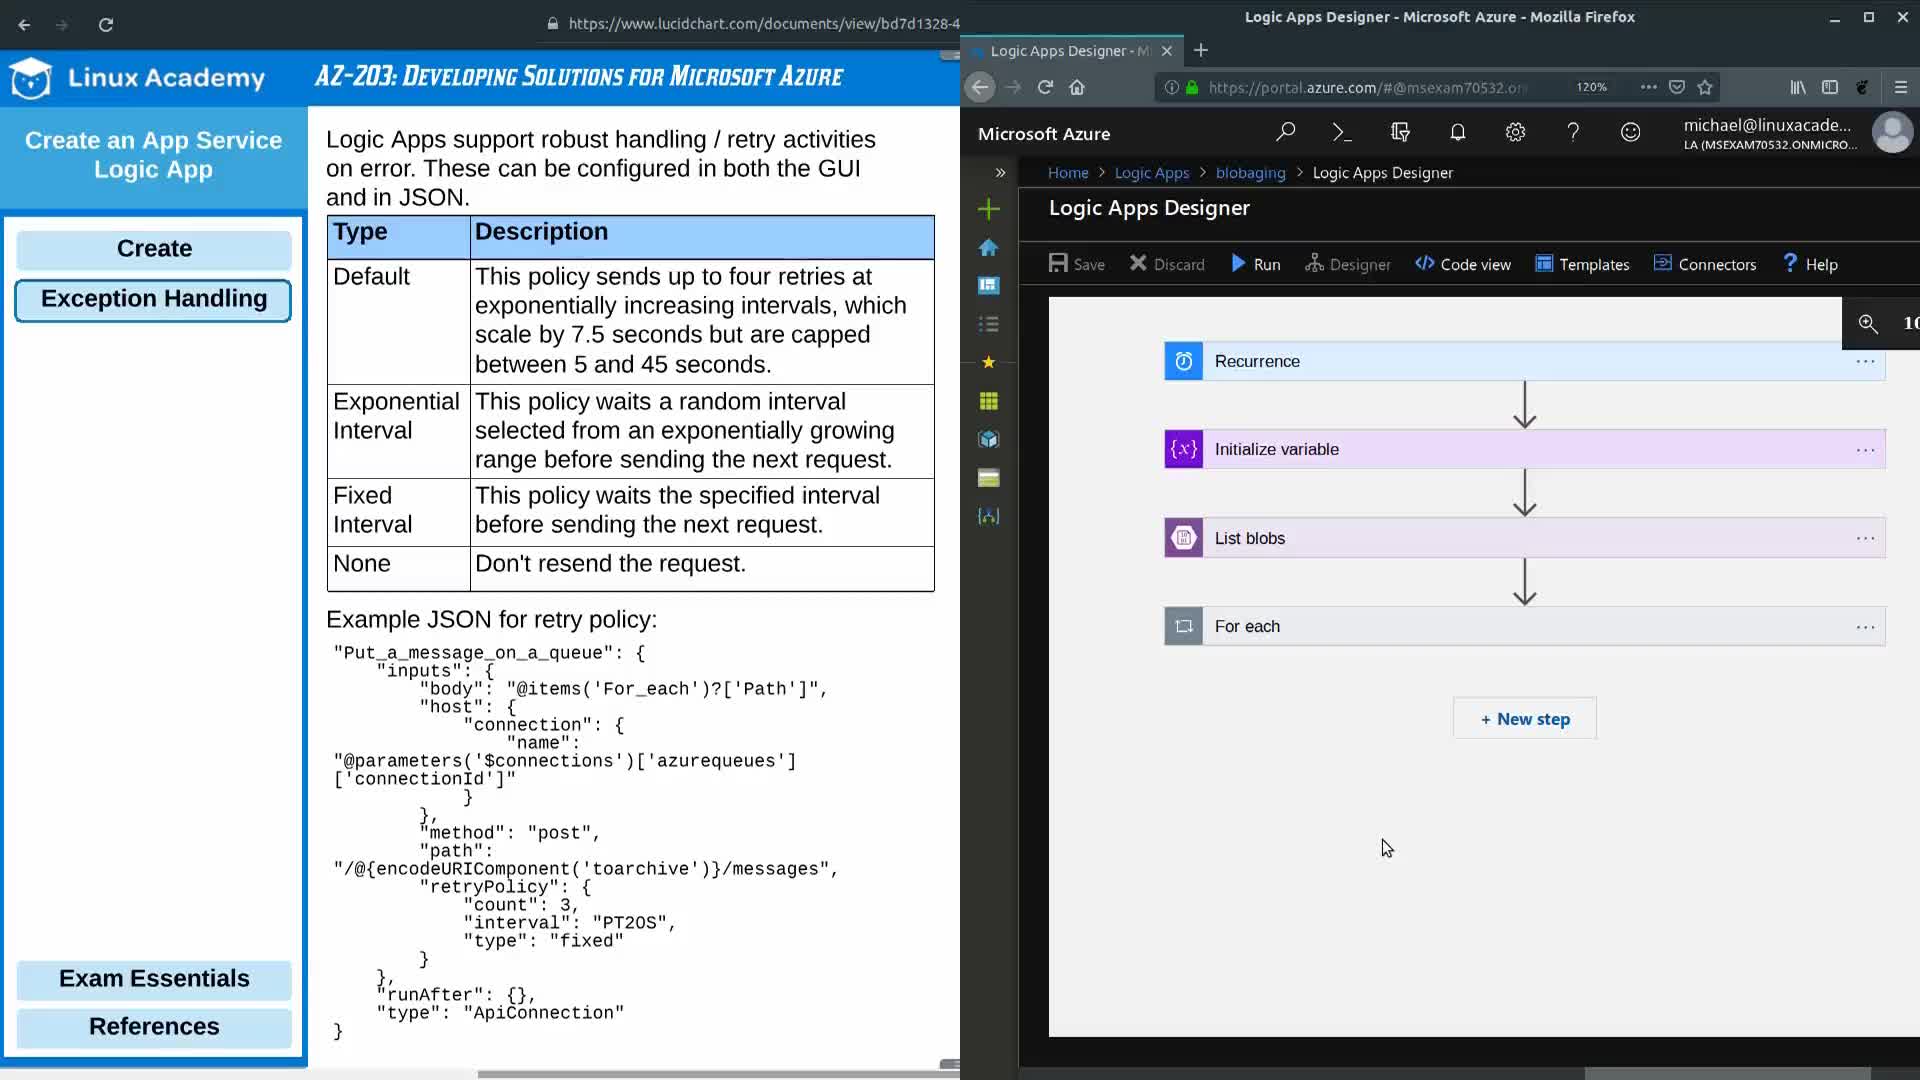 https://www.lucidchart.com/documents/view/bd7d1328-4
Linux Academy
AZ-203: Developing Solutions for Microsoft Azure
Create an App Service
Logic App
Create
Exception Handling
Exam Essentials
References
Logic Apps support robust handling / retry activities
on error. These can be configured in both the GUI
and in JSON.
Type Description
Default This policy sends up to four retries at
exponentially increasing intervals, which
scale by 7.5 seconds but are capped
between 5 and 45 seconds.
Exponential Interval This policy waits a random interval
selected from an exponentially growing
range before sending the next request.
Fixed Interval This policy waits the specified interval
before sending the next request.
None Don't resend the request.
Example JSON for retry policy:
"Put_a_message_on_a_queue": {
"inputs": {
"body": "@items('For_each')?['Path']",
"host": {
"connection": {
"name":
"@parameters('$connections')['azurequeues']
['connectionId']"
}
},
"method": "post",
"path":
"/@{encodeURIComponent('toarchive')}/messages",
"retryPolicy": {
"count": 3,
"interval": "PT20S",
"type": "fixed"
}
},
"runAfter": {},
"type": "ApiConnection"
}
Logic Apps Designer - Microsoft Azure - Mozilla Firefox
Logic Apps Designer - M
https://portal.azure.com/#@msexam70532.on
120%
Microsoft Azure
michael@linuxacade...
LA (MSEXAM70532.ONMICRO...
Home > Logic Apps > blobaging > Logic Apps Designer
Logic Apps Designer
Save Discard Run Designer Code view Templates Connectors Help
10
Recurrence
{x} Initialize variable
List blobs
For each
+ New step